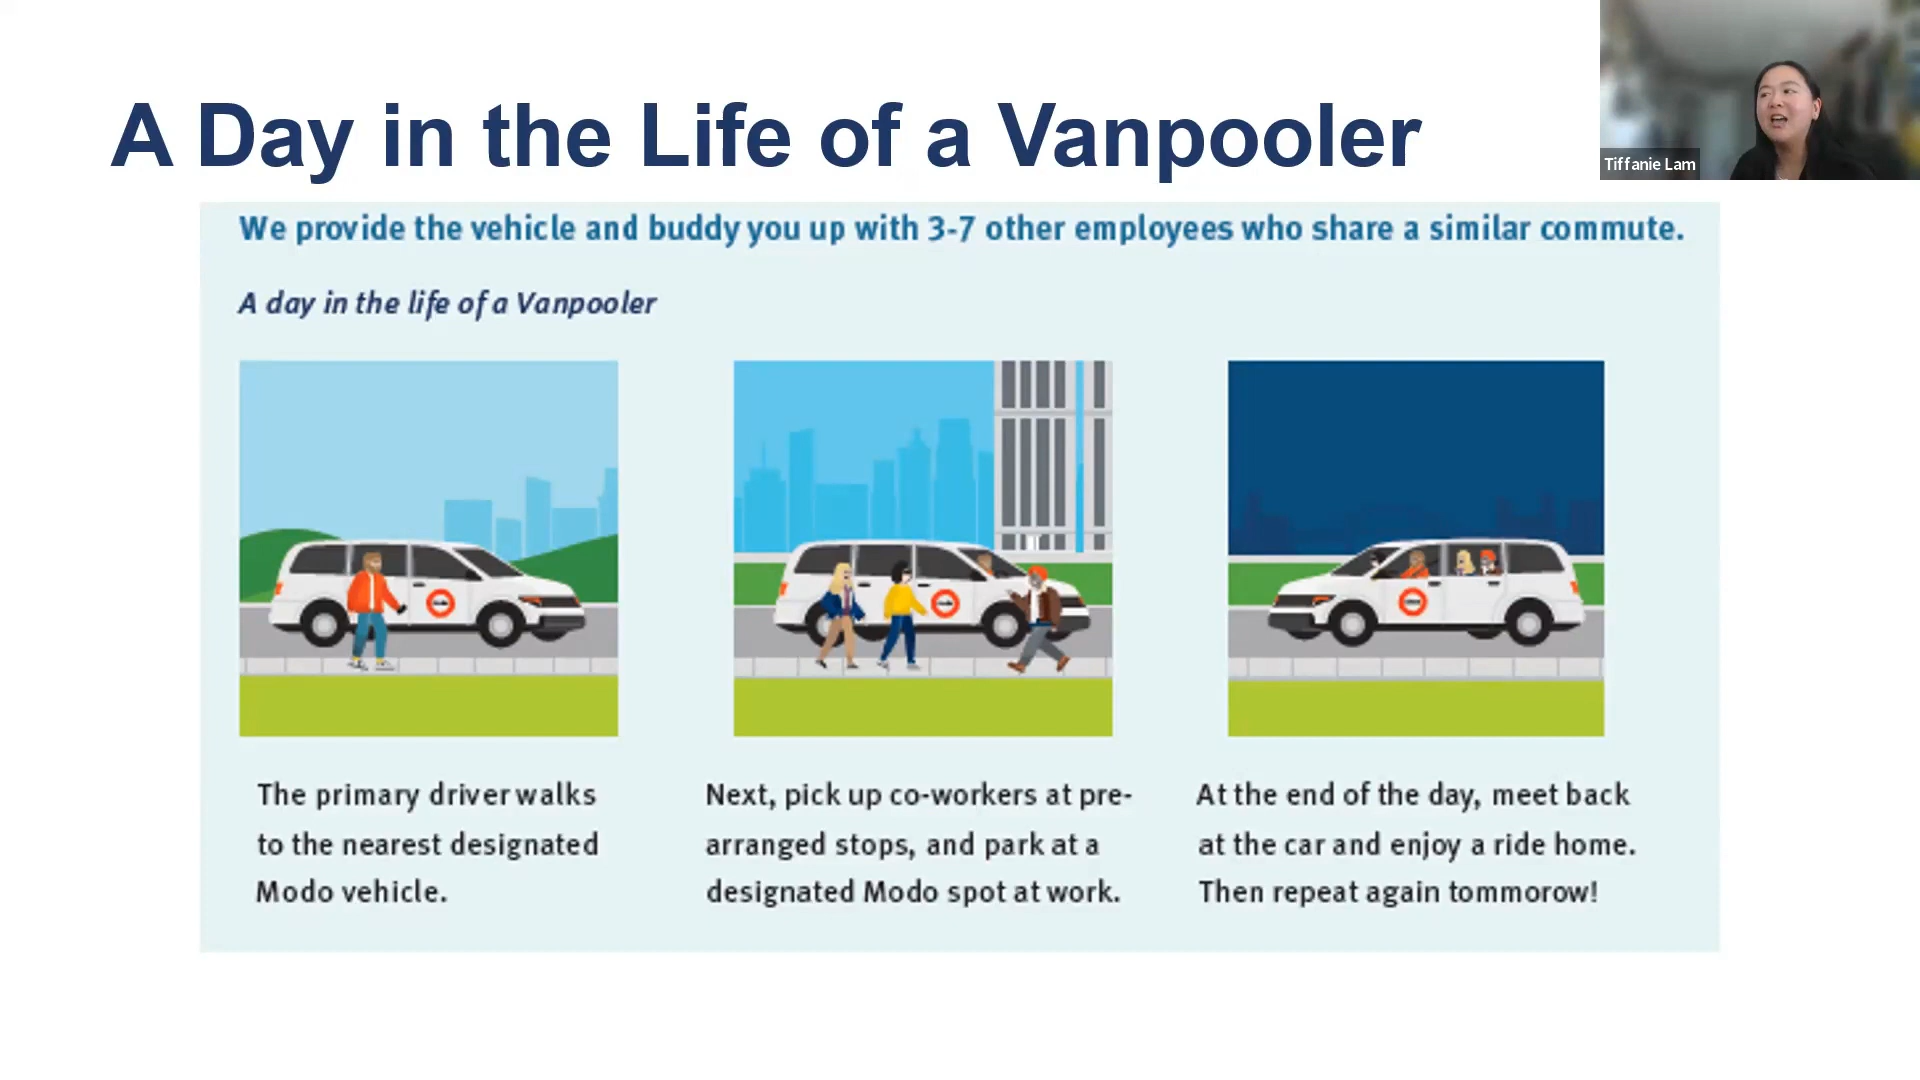 A Day in the Life of a Vanpooler
Tiffanie Lam
We provide the vehicle and buddy you up with 3-7 other employees who share a similar commute.
A day in the life of a Vanpooler
The primary driver walks
to the nearest designated
Modo vehicle.
Next, pick up co-workers at pre-
arranged stops, and park at a
designated Modo spot at work.
At the end of the day, meet back
at the car and enjoy a ride home.
Then repeat again tommorow!